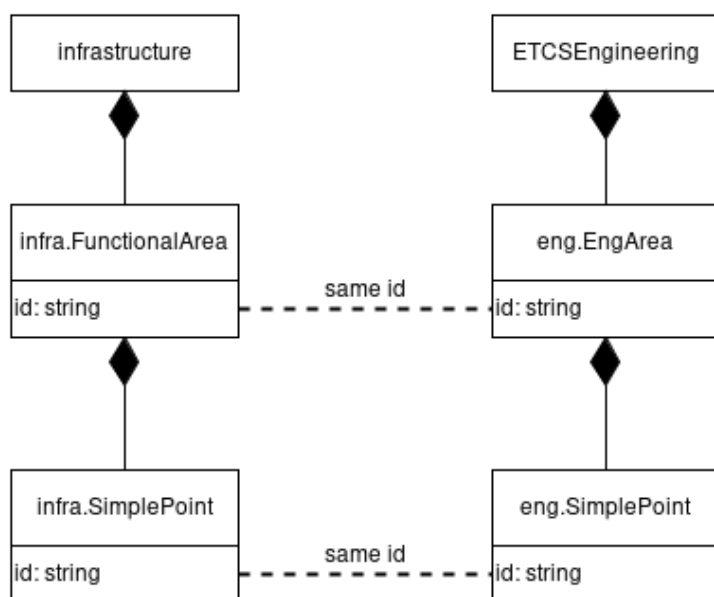 infrastructure
ETCSEngineering
infra.FunctionalArea
eng.EngArea
id: string
same id
id: string
infra.SimplePoint
eng.SimplePoint
id: string
same id
id: string